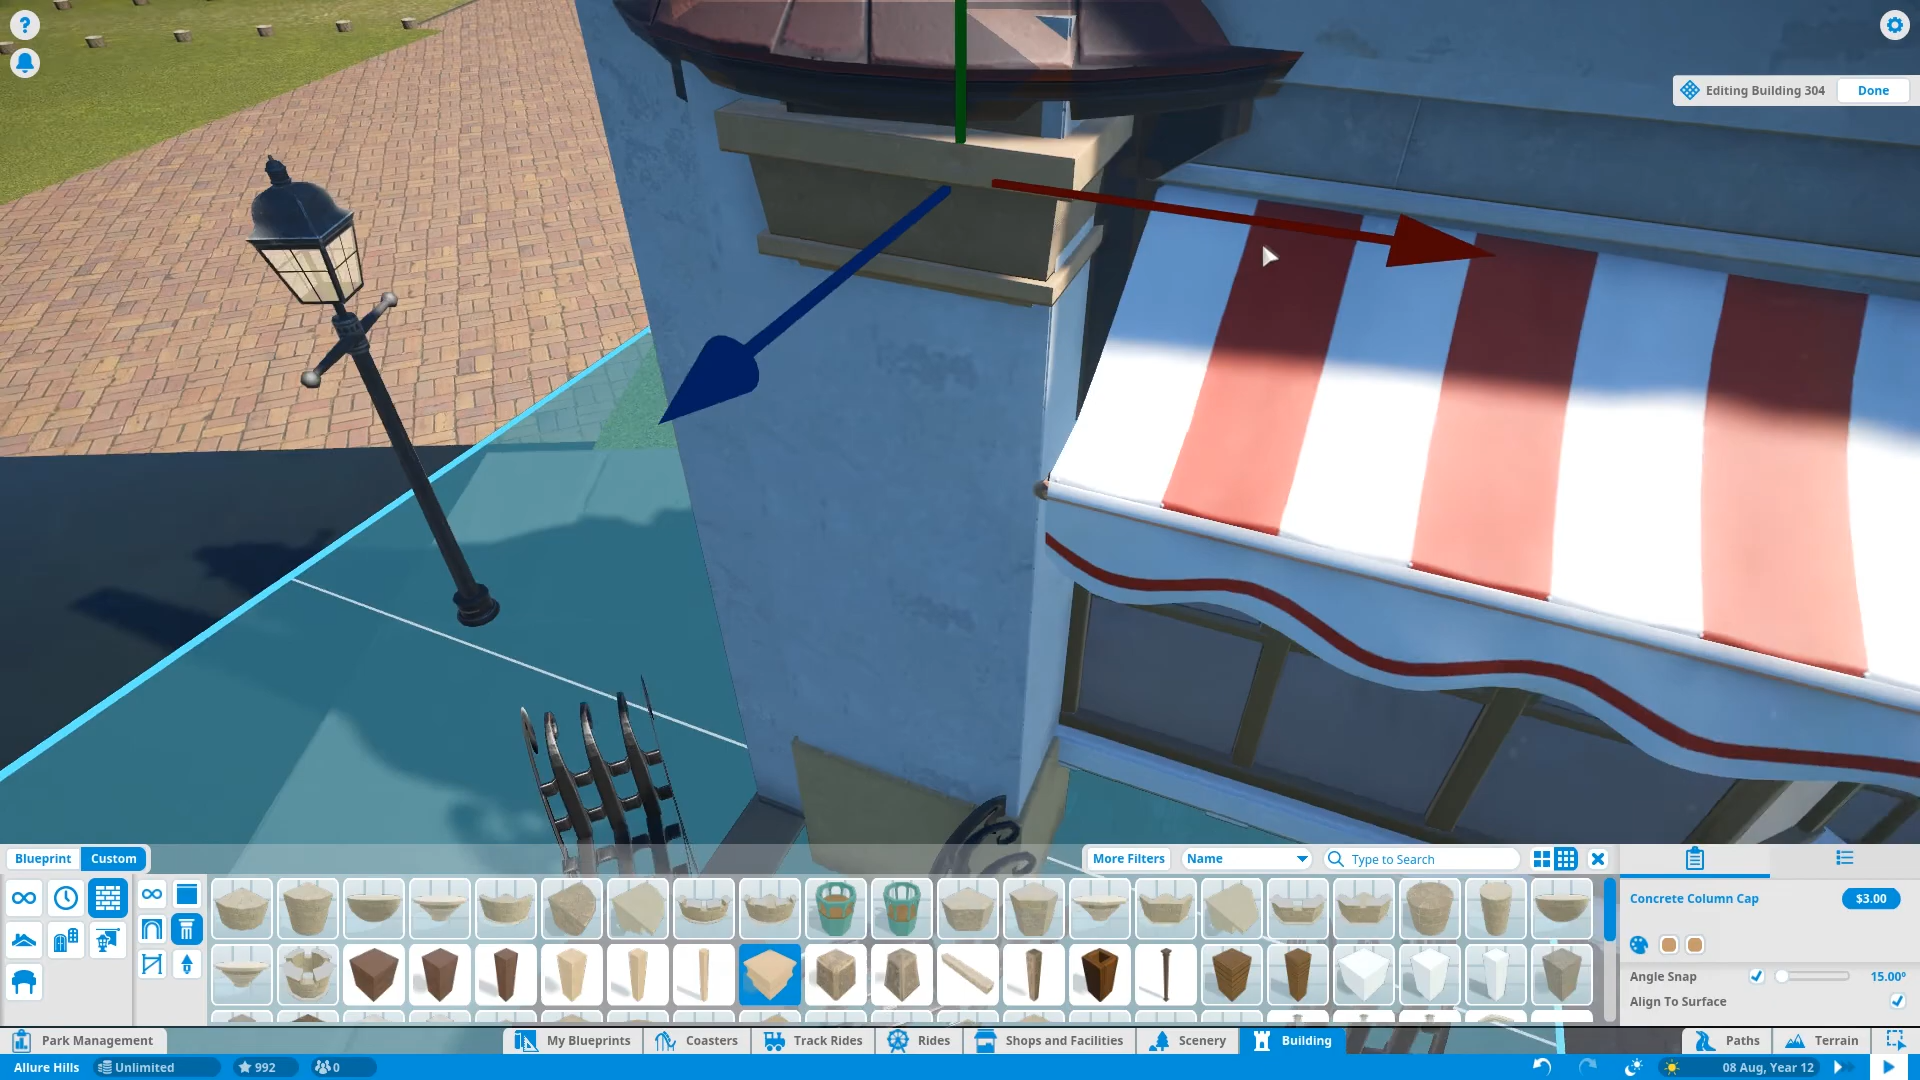 ?
Editing Building 304
Done
Blueprint
Custom
More Filters
Name
Type to Search
Concrete Column Cap
$3.00
Angle Snap
15.00°
Align To Surface
Park Management
My Blueprints
Coasters
Track Rides
Rides
Shops and Facilities
Scenery
Building
Paths
Terrain
Allure Hills
Unlimited
992
0
08 Aug, Year 12